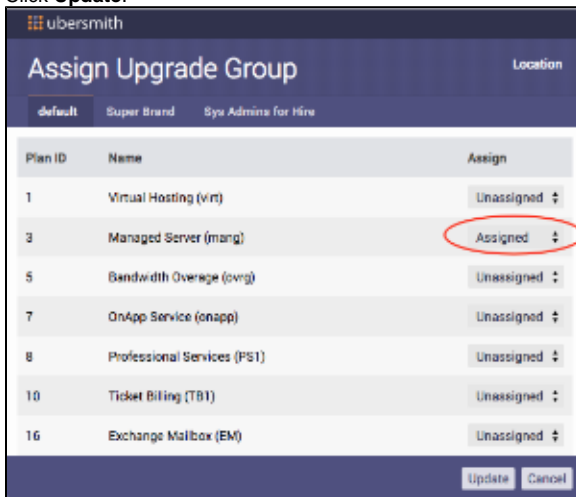 Click Update.
ubersmith
Assign Upgrade Group Location
default Super Brand Sys Admins for Hire
Plan ID Name Assign
1 Virtual Hosting (virt) Unassigned
3 Managed Server (mang) Assigned
5 Bandwidth Overage (ovrg) Unassigned
7 OnApp Service (onapp) Unassigned
8 Professional Services (PS1) Unassigned
10 Ticket Billing (TB1) Unassigned
16 Exchange Mailbox (EM) Unassigned
Update Cancel